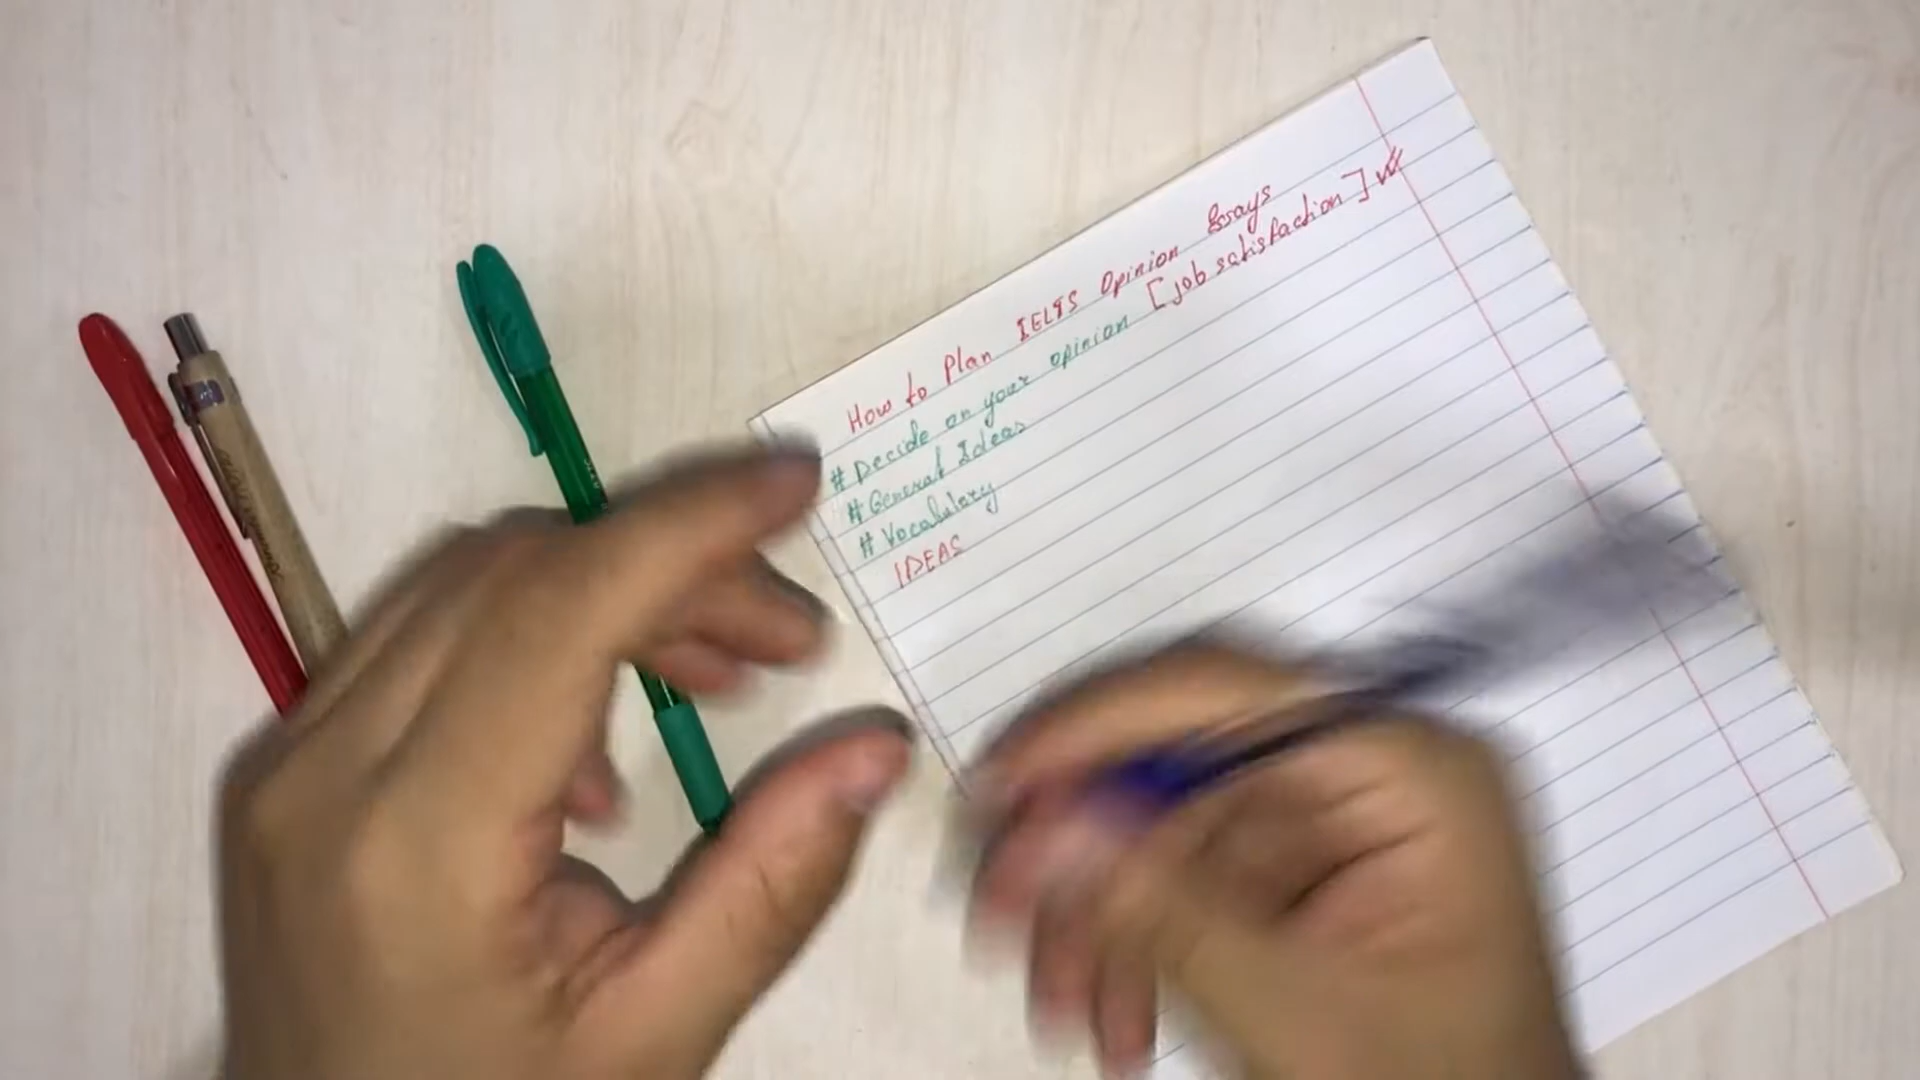 How to Plan IELTS Opinion Essays
[job satisfaction]
# Decide on your opinion
# General Ideas
# Vocabulary
IDEAS